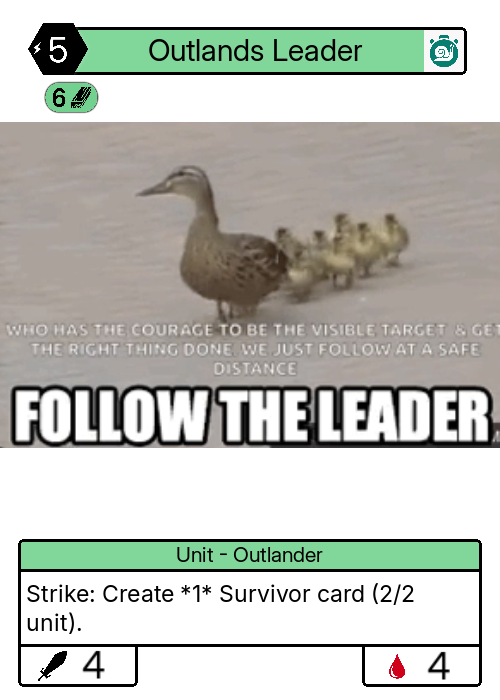 5
Outlands Leader
6
WHO HAS THE COURAGE TO BE THE VISIBLE TARGET & GET
THE RIGHT THING DONE WE JUST FOLLOW AT A SAFE
DISTANCE
FOLLOW THE LEADER
Unit - Outlander
Strike: Create *1* Survivor card (2/2
unit).
4
4